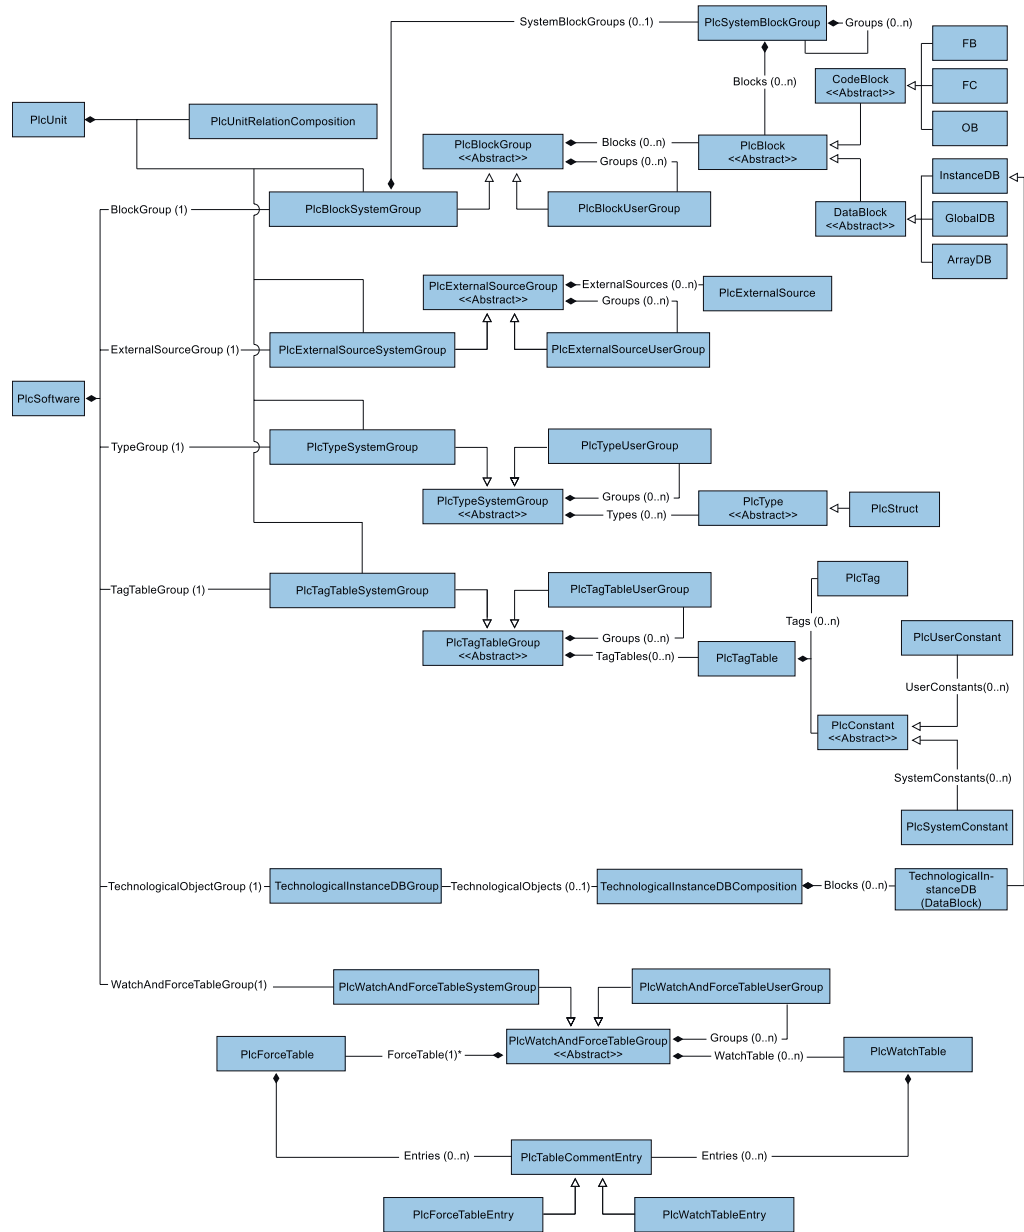 SystemBlockGroups (0..1)
PlcSystemBlockGroup
Groups (0..n)
FB
Blocks (0..n)
CodeBlock
<<Abstract>>
FC
PlcUnit
PlcUnitRelationComposition
OB
PlcBlockGroup
<<Abstract>>
Blocks (0..n)
Groups (0..n)
PlcBlock
<<Abstract>>
InstanceDB
BlockGroup (1)
PlcBlockSystemGroup
PlcBlockUserGroup
DataBlock
<<Abstract>>
GlobalDB
ArrayDB
PlcExternalSourceGroup
<<Abstract>>
ExternalSources (0..n)
Groups (0..n)
PlcExternalSource
ExternalSourceGroup (1)
PlcExternalSourceSystemGroup
PlcExternalSourceUserGroup
PlcSoftware
TypeGroup (1)
PlcTypeSystemGroup
PlcTypeUserGroup
PlcTypeSystemGroup
<<Abstract>>
Groups (0..n)
Types (0..n)
PlcType
<<Abstract>>
PlcStruct
TagTableGroup (1)
PlcTagTableSystemGroup
PlcTagTableUserGroup
PlcTag
PlcTagTableGroup
<<Abstract>>
Groups (0..n)
TagTables(0..n)
PlcTagTable
Tags (0..n)
PlcUserConstant
UserConstants(0..n)
PlcConstant
<<Abstract>>
SystemConstants(0..n)
PlcSystemConstant
TechnologicalObjectGroup (1)
TechnologicalInstanceDBGroup
TechnologicalObjects (0..1)
TechnologicalInstanceDBComposition
Blocks (0..n)
TechnologicalIn-
stanceDB
(DataBlock)
WatchAndForceTableGroup(1)
PlcWatchAndForceTableSystemGroup
PlcWatchAndForceTableUserGroup
PlcForceTable
ForceTable(1)*
PlcWatchAndForceTableGroup
<<Abstract>>
Groups (0..n)
WatchTable (0..n)
PlcWatchTable
Entries (0..n)
PlcTableCommentEntry
Entries (0..n)
PlcForceTableEntry
PlcWatchTableEntry